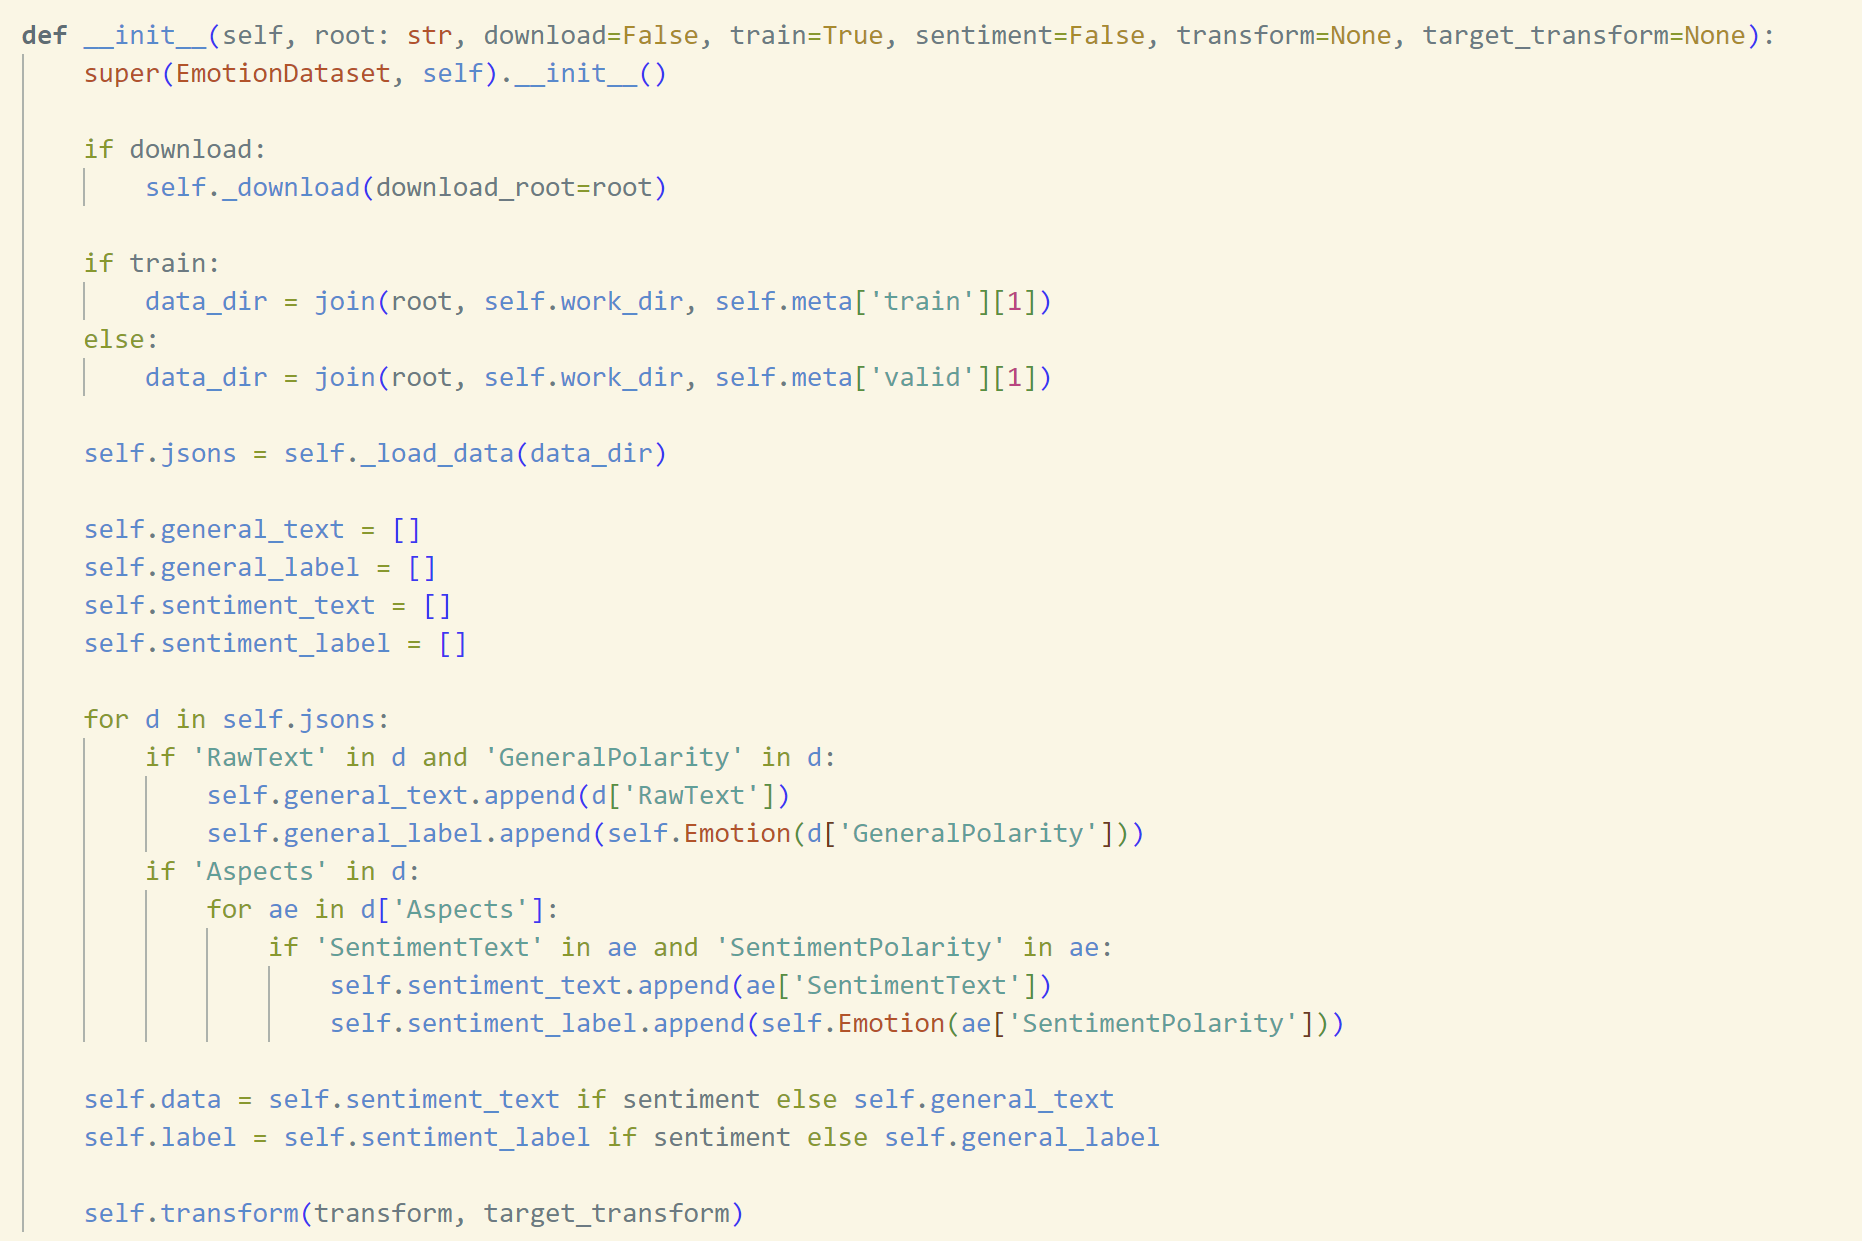 def __init__(self, root: str, download=False, train=True, sentiment=False, transform=None, target_transform=None):
    super(EmotionDataset, self).__init__()

    if download:
        self._download(download_root=root)

    if train:
        data_dir = join(root, self.work_dir, self.meta['train'][1])
    else:
        data_dir = join(root, self.work_dir, self.meta['valid'][1])

    self.jsons = self._load_data(data_dir)

    self.general_text = []
    self.general_label = []
    self.sentiment_text = []
    self.sentiment_label = []

    for d in self.jsons:
        if 'RawText' in d and 'GeneralPolarity' in d:
            self.general_text.append(d['RawText'])
            self.general_label.append(self.Emotion(d['GeneralPolarity']))
        if 'Aspects' in d:
            for ae in d['Aspects']:
                if 'SentimentText' in ae and 'SentimentPolarity' in ae:
                    self.sentiment_text.append(ae['SentimentText'])
                    self.sentiment_label.append(self.Emotion(ae['SentimentPolarity']))

    self.data = self.sentiment_text if sentiment else self.general_text
    self.label = self.sentiment_label if sentiment else self.general_label

    self.transform(transform, target_transform)